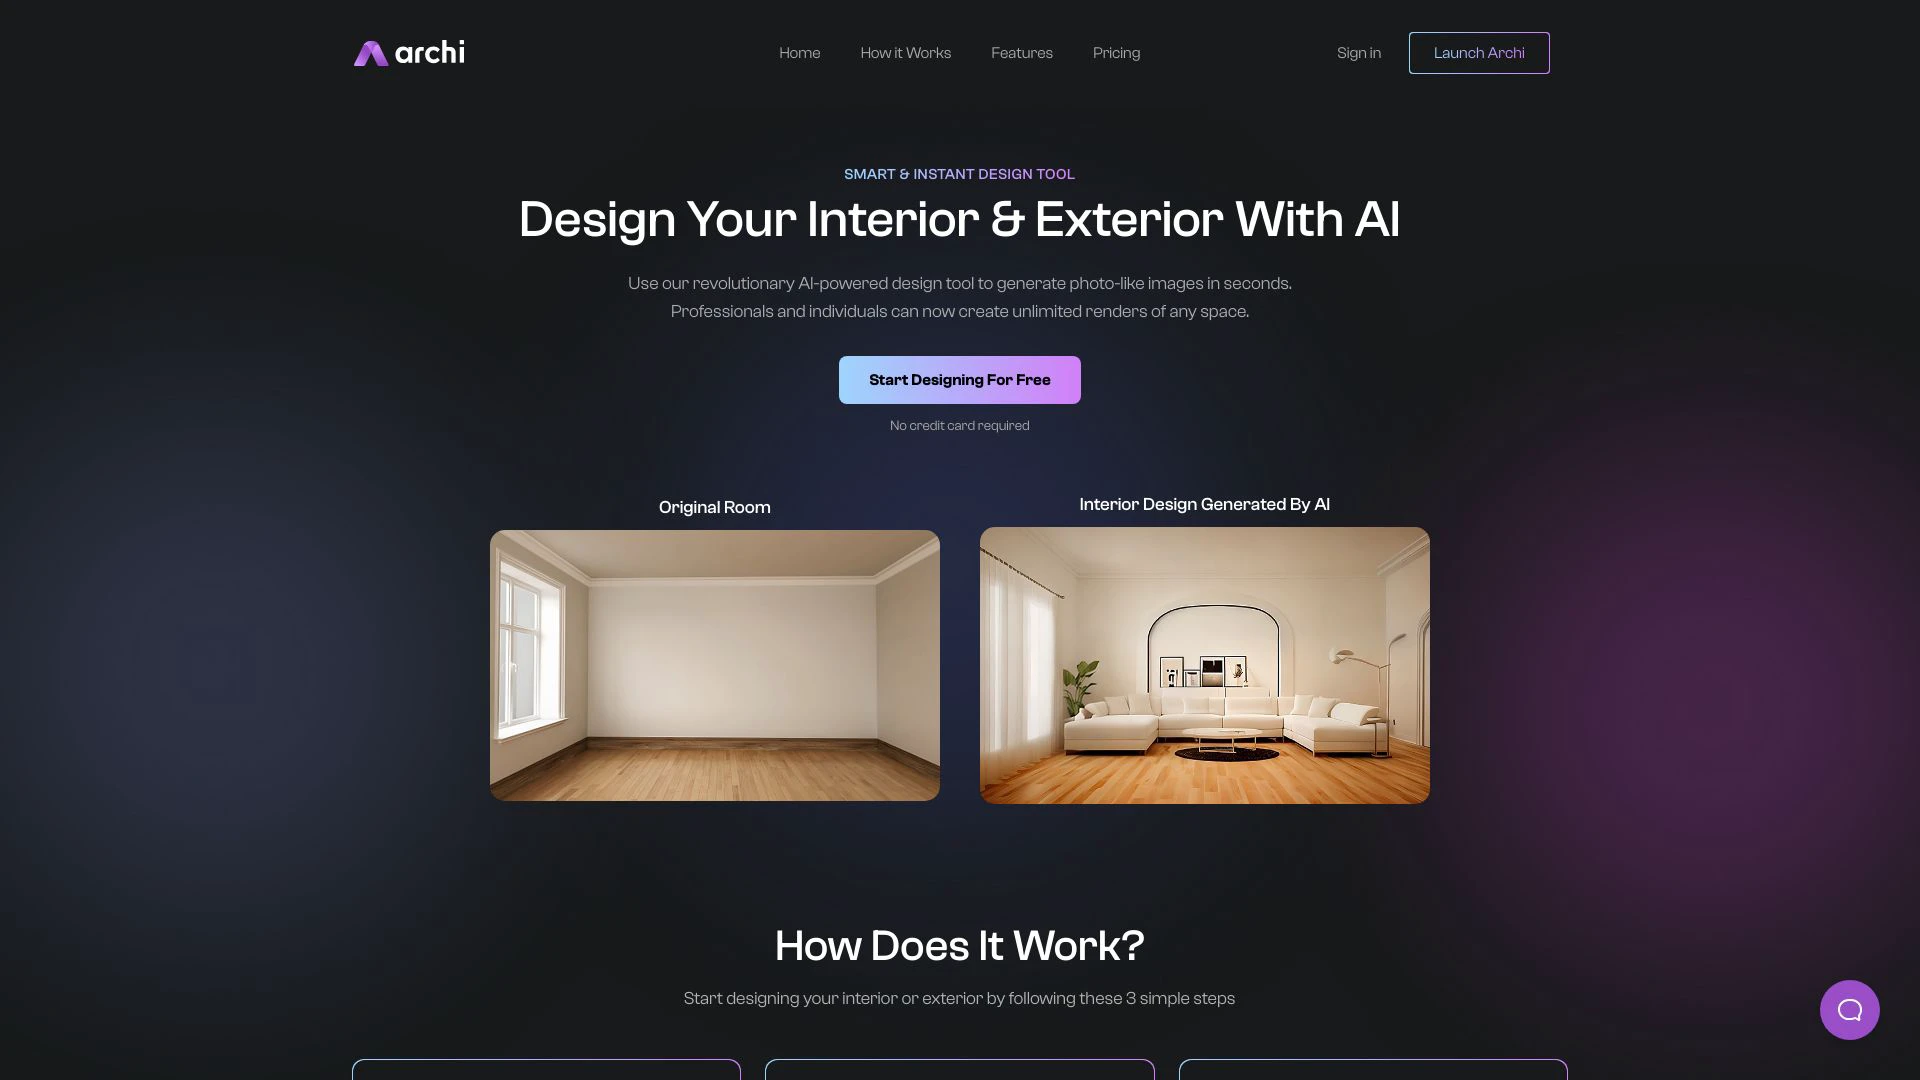 archi
Home
How it Works
Features
Pricing
Sign in
Launch Archi
SMART & INSTANT DESIGN TOOL
Design Your Interior & Exterior With AI
Use our revolutionary AI-powered design tool to generate photo-like images in seconds.
Professionals and individuals can now create unlimited renders of any space.
Start Designing For Free
No credit card required
Original Room
Interior Design Generated By AI
How Does It Work?
Start designing your interior or exterior by following these 3 simple steps